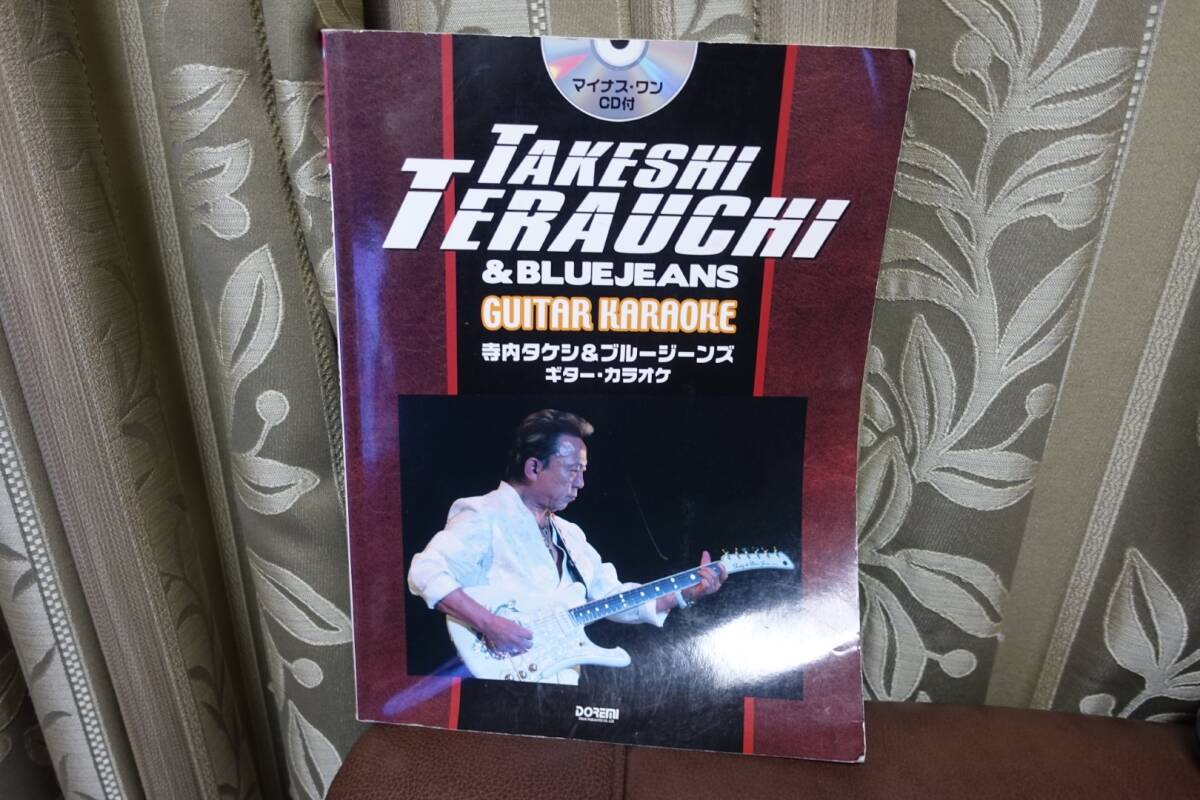 マイナス・ワン
CD付
TAKESHI
TERAUCHI
& BLUEJEANS
GUITAR KARAOKE
寺内タケシ&ブルージーンズ
ギター・カラオケ
DOREMI